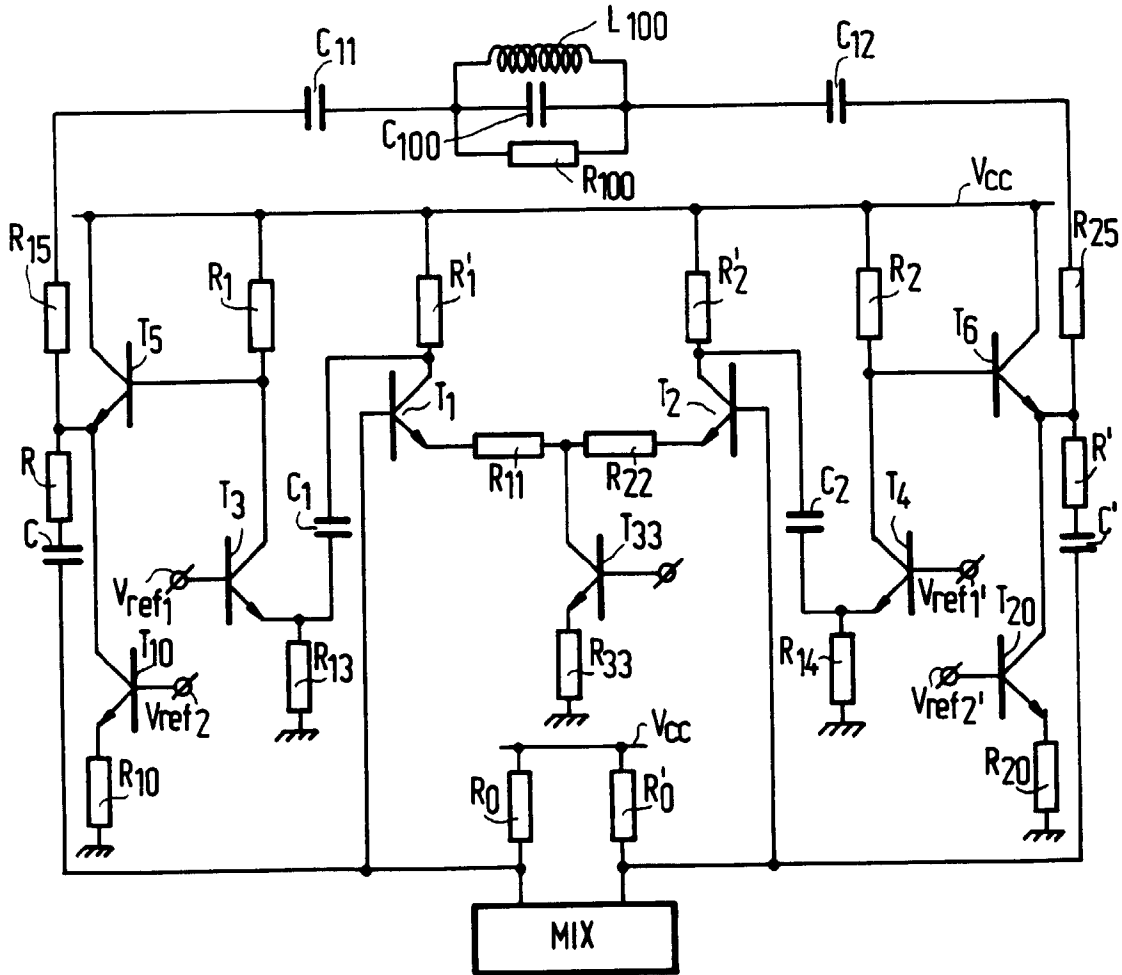 L100
C11
C12
C100
R100
Vcc
R15
R25
R1
R'1
R'2
R2
T5
T6
T1
T2
R11
R22
R
R'
C1
C2
T3
T4
C
C'
T33
Vref1
Vref1'
T10
T20
R13
R33
R14
Vref2
Vref2'
Vcc
R10
R0
R'0
R20
MIX